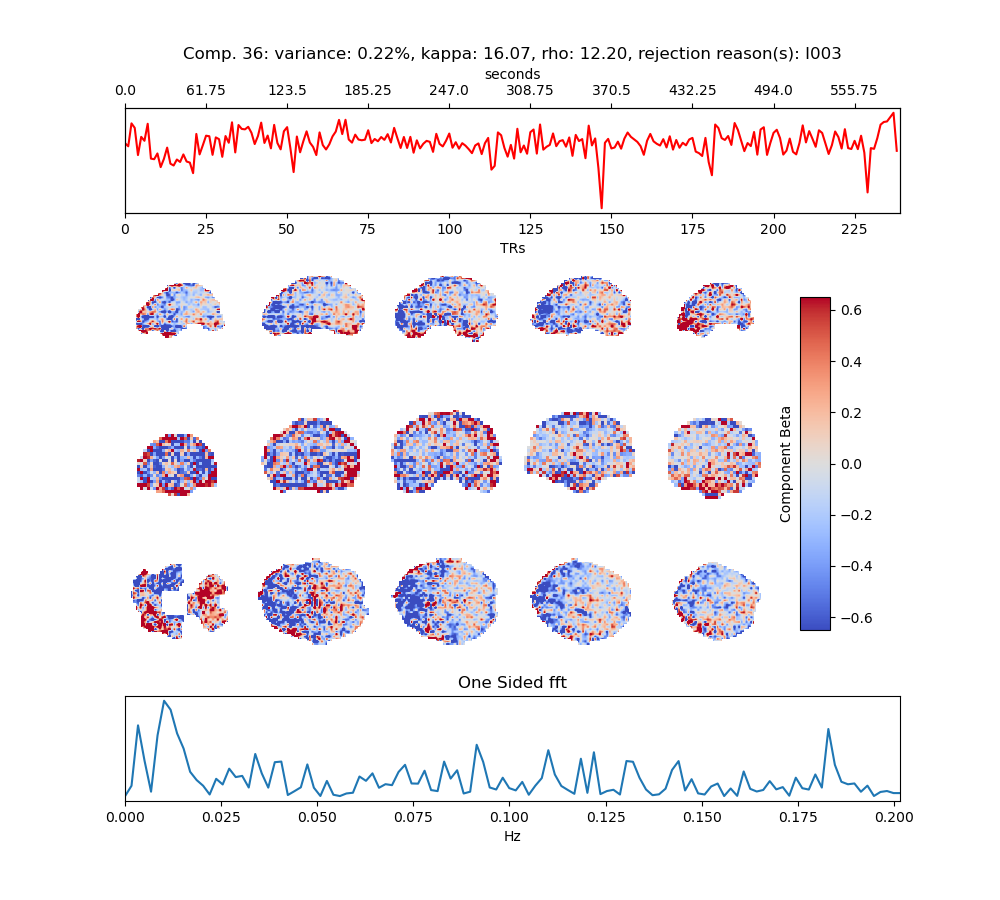 Comp. 36: variance: 0.22%, kappa: 16.07, rho: 12.20, rejection reason(s): I003
seconds
0.0 61.75 123.5 185.25 247.0 308.75 370.5 432.25 494.0 555.75
0 25 50 75 100 125 150 175 200 225
TRs
0.6
0.4
0.2
0.0
−0.2
−0.4
−0.6
Component Beta
One Sided fft
0.000 0.025 0.050 0.075 0.100 0.125 0.150 0.175 0.200
Hz